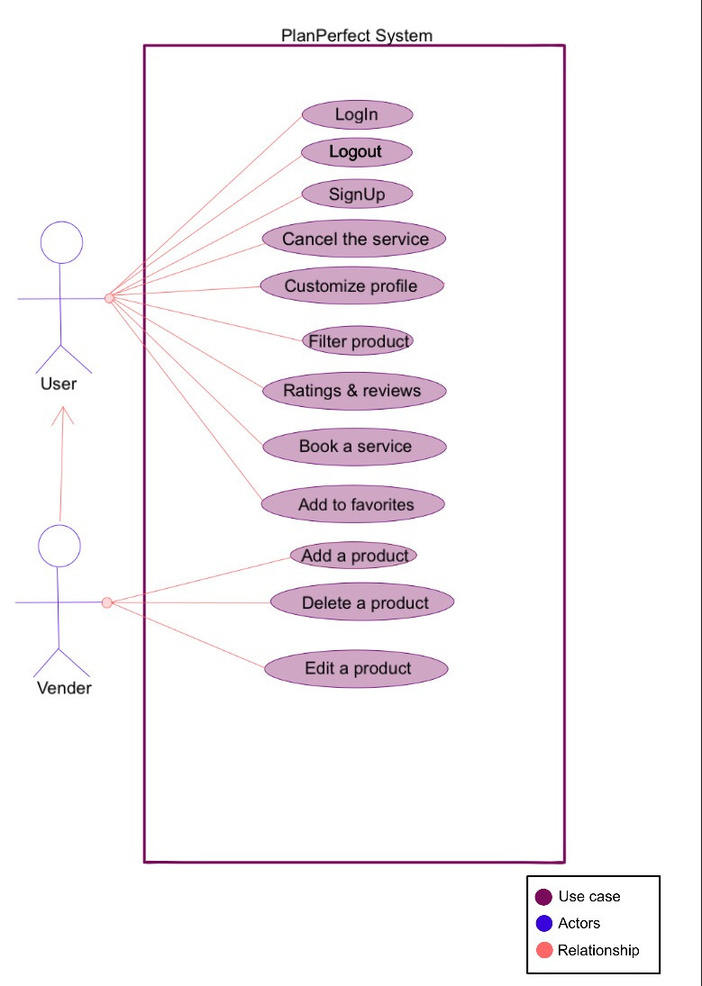 PlanPerfect System
LogIn
Logout
SignUp
Cancel the service
Customize profile
Filter product
User
Ratings & reviews
Book a service
Add to favorites
Add a product
Delete a product
Edit a product
Vender
Use case
Actors
Relationship